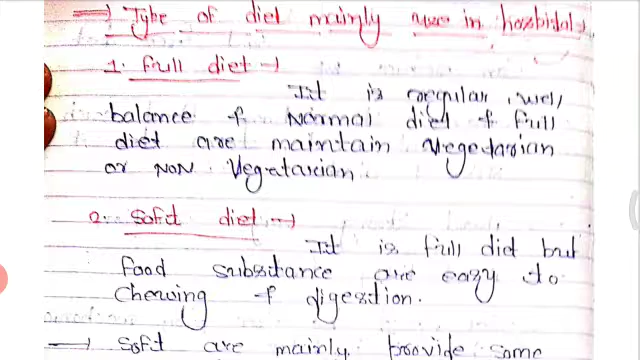 ⇒ Type of diet mainly use in hospital
1. Full diet →
It is regular, well
balance & Normal diet & full
diet are maintain Vegetarian
or Non Vegetarian.
2. Soft diet →
It is full diet but
food substance are easy to
chewing & digestion.
→ Soft are mainly provide some